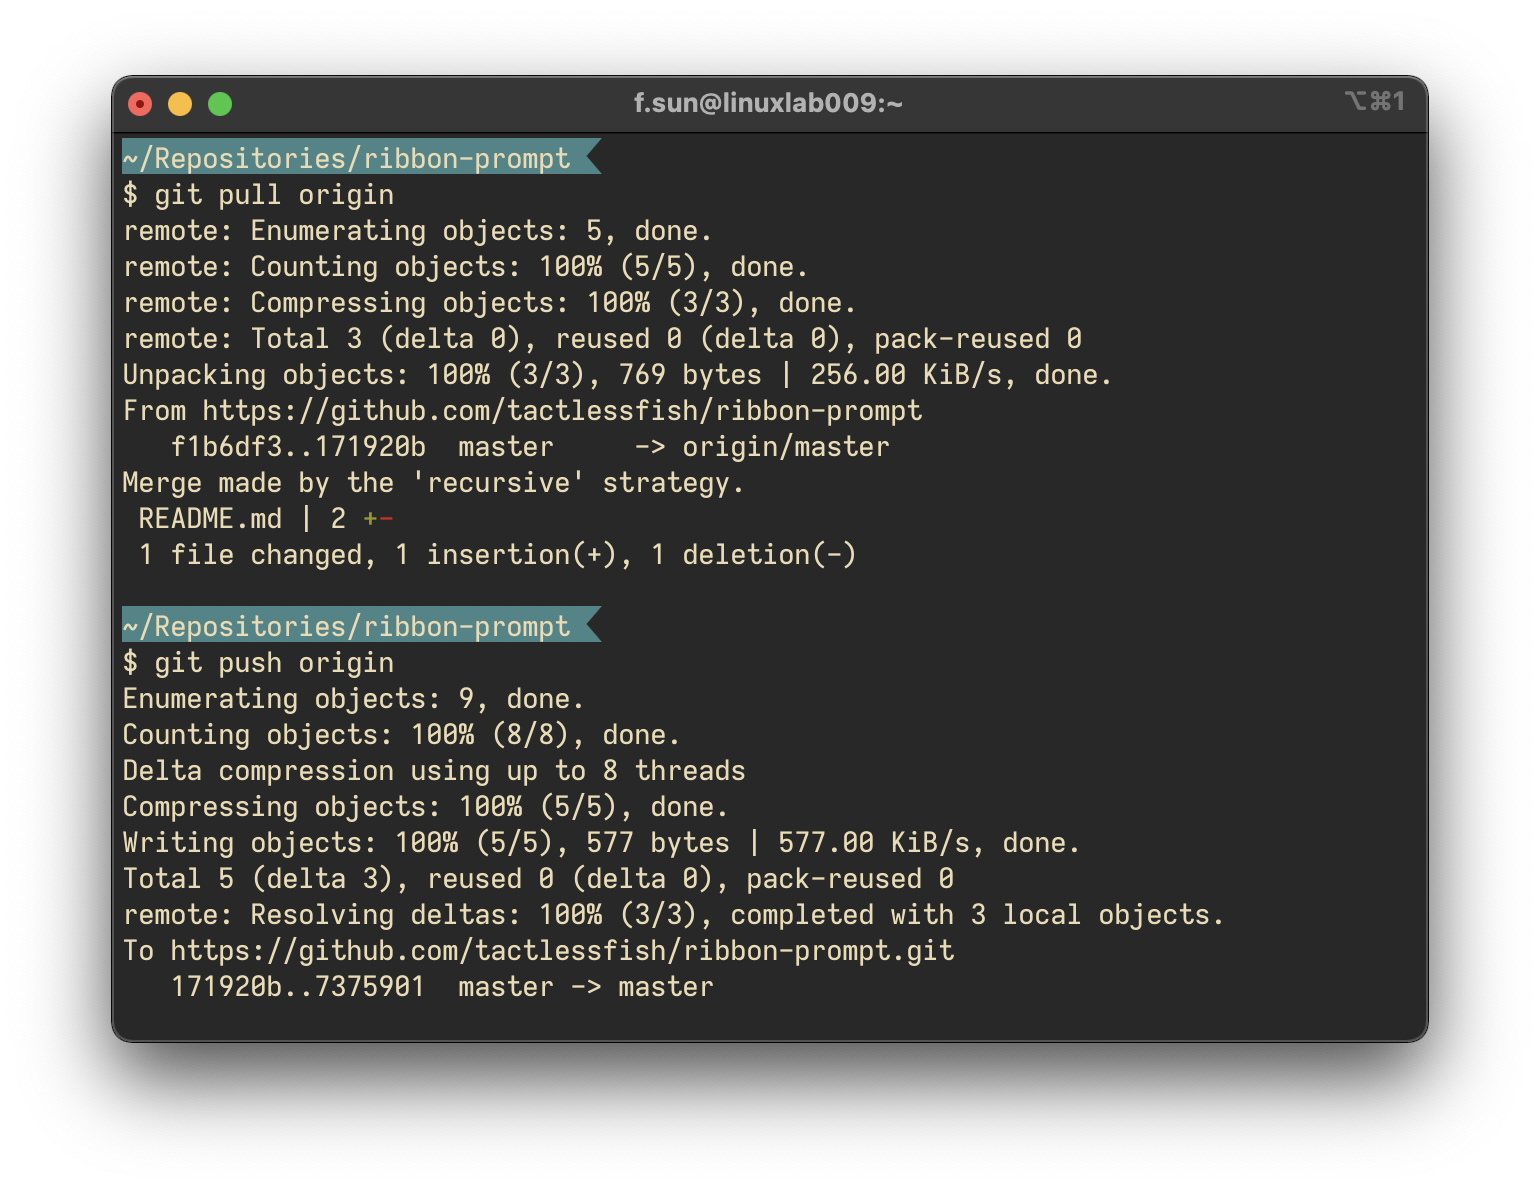 f.sun@linuxlab009:~ ⌥⌘1
~/Repositories/ribbon-prompt
$ git pull origin
remote: Enumerating objects: 5, done.
remote: Counting objects: 100% (5/5), done.
remote: Compressing objects: 100% (3/3), done.
remote: Total 3 (delta 0), reused 0 (delta 0), pack-reused 0
Unpacking objects: 100% (3/3), 769 bytes | 256.00 KiB/s, done.
From https://github.com/tactlessfish/ribbon-prompt
   f1b6df3..171920b  master     -> origin/master
Merge made by the 'recursive' strategy.
 README.md | 2 +-
 1 file changed, 1 insertion(+), 1 deletion(-)
~/Repositories/ribbon-prompt
$ git push origin
Enumerating objects: 9, done.
Counting objects: 100% (8/8), done.
Delta compression using up to 8 threads
Compressing objects: 100% (5/5), done.
Writing objects: 100% (5/5), 577 bytes | 577.00 KiB/s, done.
Total 5 (delta 3), reused 0 (delta 0), pack-reused 0
remote: Resolving deltas: 100% (3/3), completed with 3 local objects.
To https://github.com/tactlessfish/ribbon-prompt.git
   171920b..7375901  master -> master